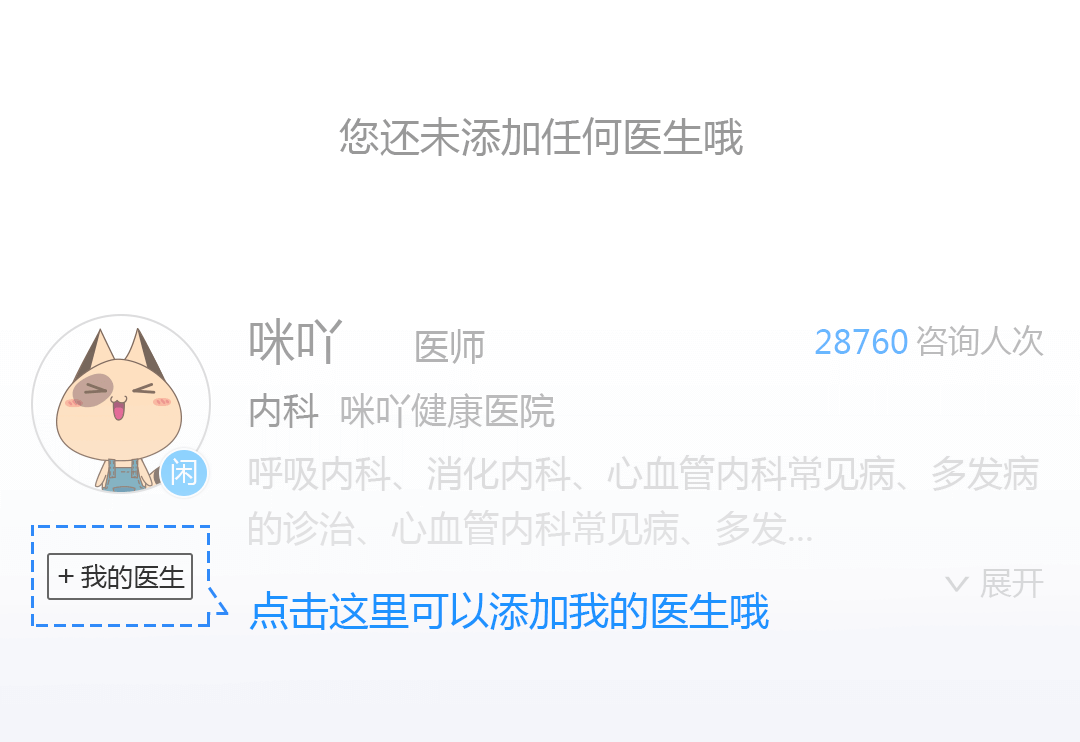 您还未添加任何医生哦
咪吖 医师 28760 咨询人次
内科 咪吖健康医院
闲
呼吸内科、消化内科、心血管内科常见病、多发病
的诊治、心血管内科常见病、多发...
+ 我的医生
展开
点击这里可以添加我的医生哦